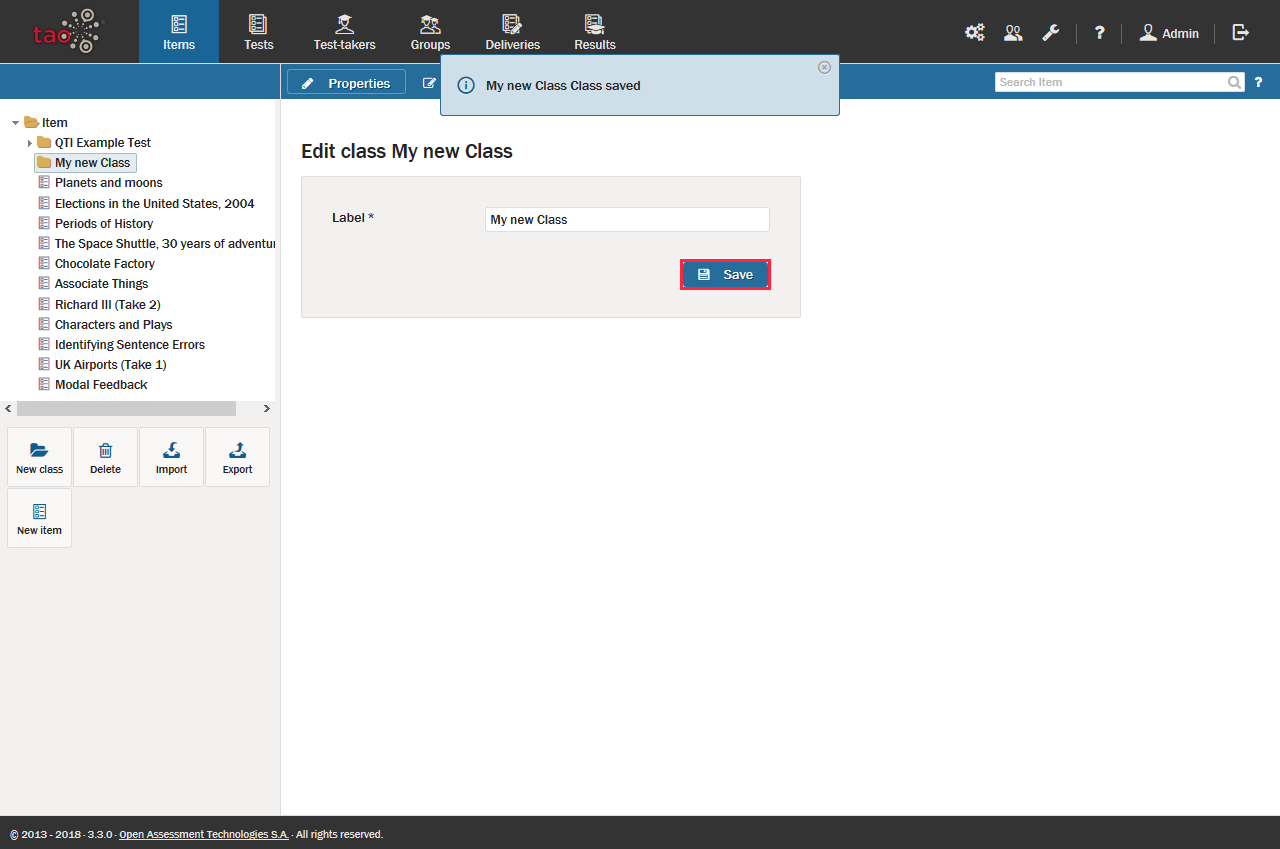 tao
Items
Tests
Test-takers
Groups
Deliveries
Results
?
Admin
Properties
My new Class Class saved
Search Item
?
Item
QTI Example Test
My new Class
Planets and moons
Elections in the United States, 2004
Periods of History
The Space Shuttle, 30 years of adventu
Chocolate Factory
Associate Things
Richard III (Take 2)
Characters and Plays
Identifying Sentence Errors
UK Airports (Take 1)
Modal Feedback
New class
Delete
Import
Export
New item
Edit class My new Class
Label *
My new Class
Save
© 2013 - 2018 · 3.3.0 · Open Assessment Technologies S.A. · All rights reserved.